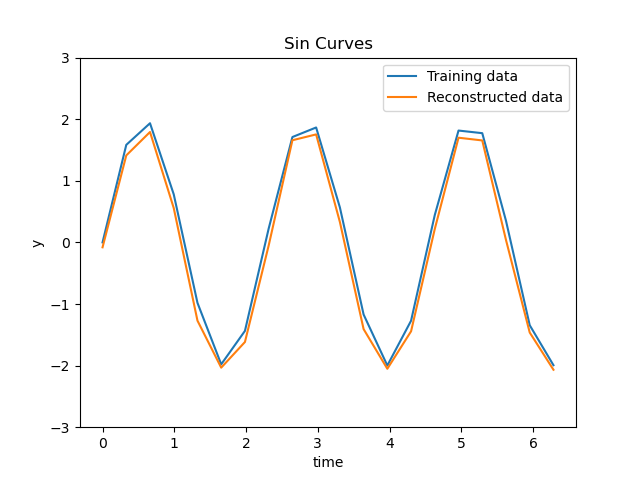 Sin Curves
Training data
Reconstructed data
3
2
1
0
−1
−2
−3
y
0 1 2 3 4 5 6
time